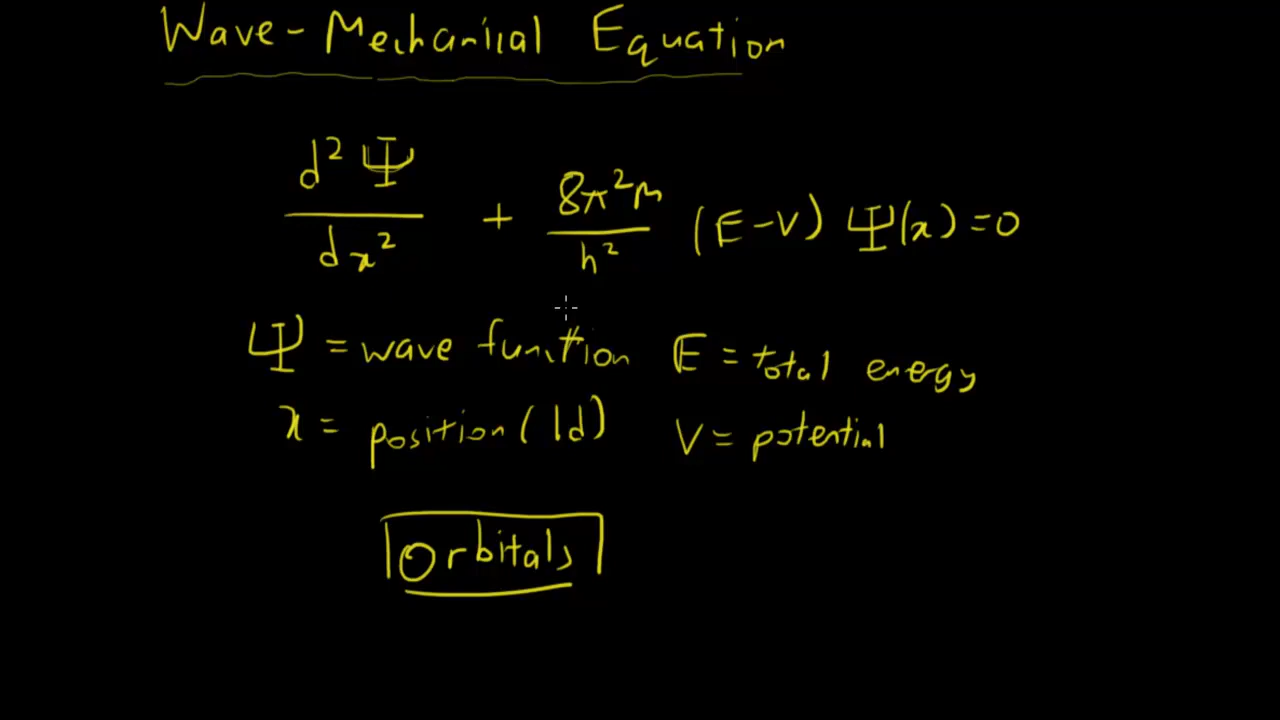 Wave-Mechanical Equation
d²Ψ/dx² + 8π²m/h² (E-V) Ψ(x)=0
Ψ = wave function E = total energy
x = position (1d) V = potential
Orbitals